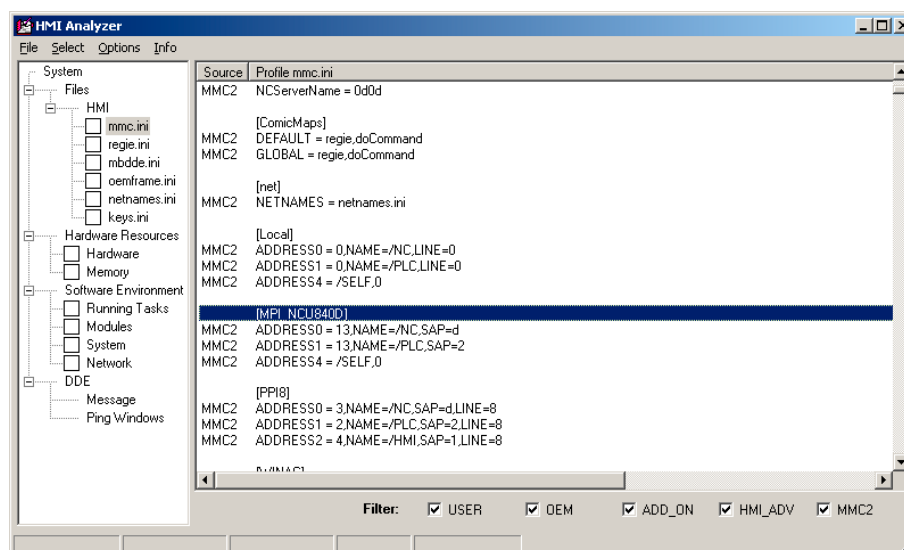 HMI Analyzer
File Select Options Info
System
Files
HMI
mmc.ini
regie.ini
mbdde.ini
oemframe.ini
netnames.ini
keys.ini
Hardware Resources
Hardware
Memory
Software Environment
Running Tasks
Modules
System
Network
DDE
Message
Ping Windows
Source Profile mmc.ini
MMC2 NCServerName = 0d0d
[ComicMaps]
MMC2 DEFAULT = regie,doCommand
MMC2 GLOBAL = regie,doCommand
[net]
MMC2 NETNAMES = netnames.ini
[Local]
MMC2 ADDRESS0 = 0,NAME=/NC,LINE=0
MMC2 ADDRESS1 = 0,NAME=/PLC,LINE=0
MMC2 ADDRESS4 = /SELF,0
[MPI_NCU840D]
MMC2 ADDRESS0 = 13,NAME=/NC,SAP=d
MMC2 ADDRESS1 = 13,NAME=/PLC,SAP=2
MMC2 ADDRESS4 = /SELF,0
[PPI8]
MMC2 ADDRESS0 = 3,NAME=/NC,SAP=d,LINE=8
MMC2 ADDRESS1 = 2,NAME=/PLC,SAP=2,LINE=8
MMC2 ADDRESS2 = 4,NAME=/HMI,SAP=1,LINE=8
Filter: USER OEM ADD_ON HMI_ADV MMC2